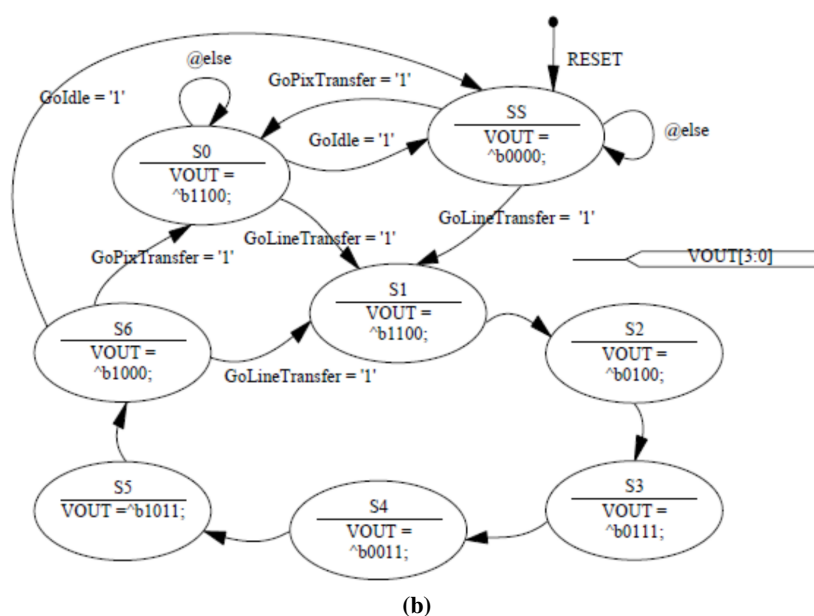 @else
RESET
GoPixTransfer = '1'
GoIdle = '1'
SS
VOUT =
^b0000;
@else
GoIdle = '1'
S0
VOUT =
^b1100;
GoLineTransfer = '1'
GoLineTransfer = '1'
GoPixTransfer = '1'
VOUT[3:0]
S1
VOUT =
^b1100;
S6
VOUT =
^b1000;
S2
VOUT =
^b0100;
GoLineTransfer = '1'
S5
VOUT =^b1011;
S4
VOUT =
^b0011;
S3
VOUT =
^b0111;
(b)